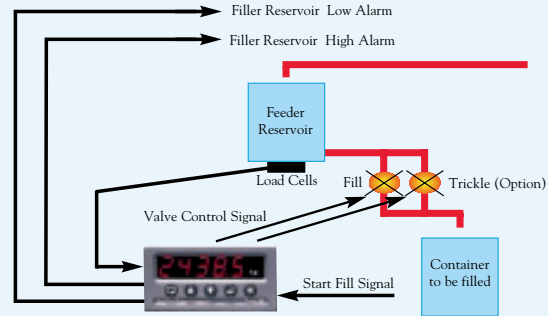 Filler Reservoir Low Alarm
Filler Reservoir High Alarm
Feeder
Reservoir
Load Cells
Fill
Trickle (Option)
Valve Control Signal
24385
Start Fill Signal
Container
to be filled